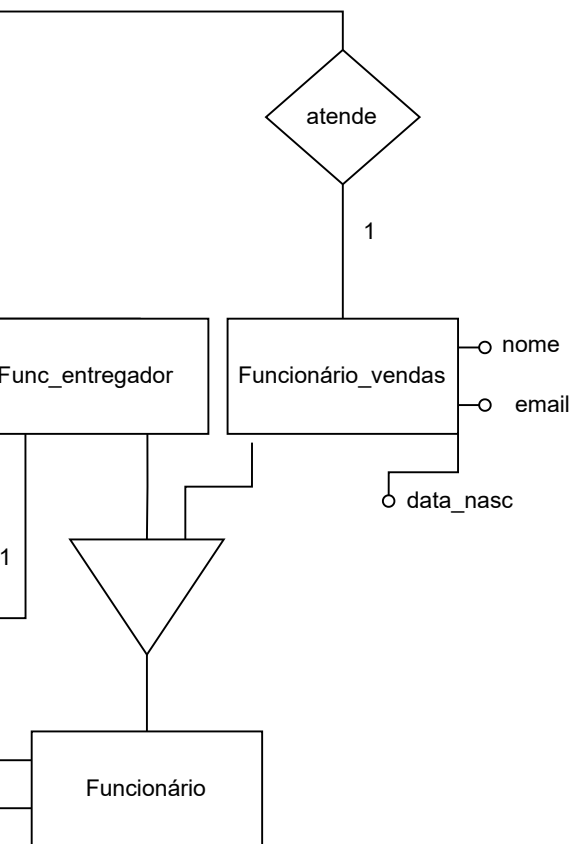 atende
1
nome
Func_entregador
Funcionário_vendas
email
data_nasc
1
Funcionário